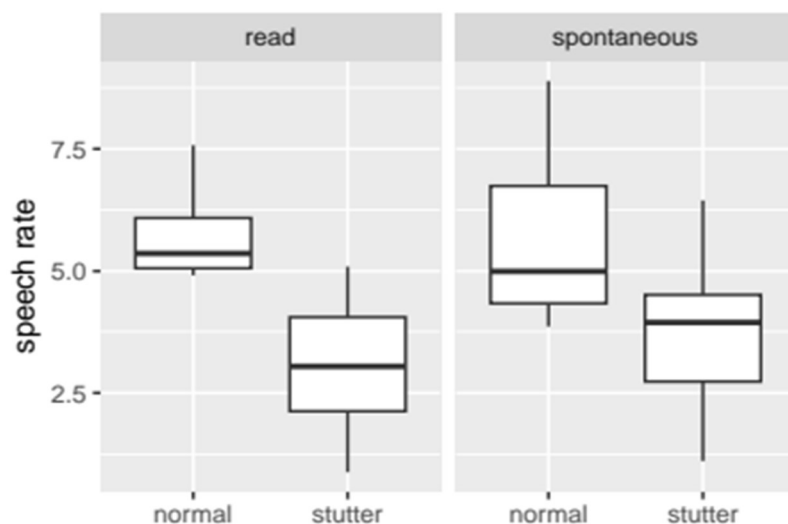 read
spontaneous
speech rate
7.5
5.0
2.5
normal
stutter
normal
stutter